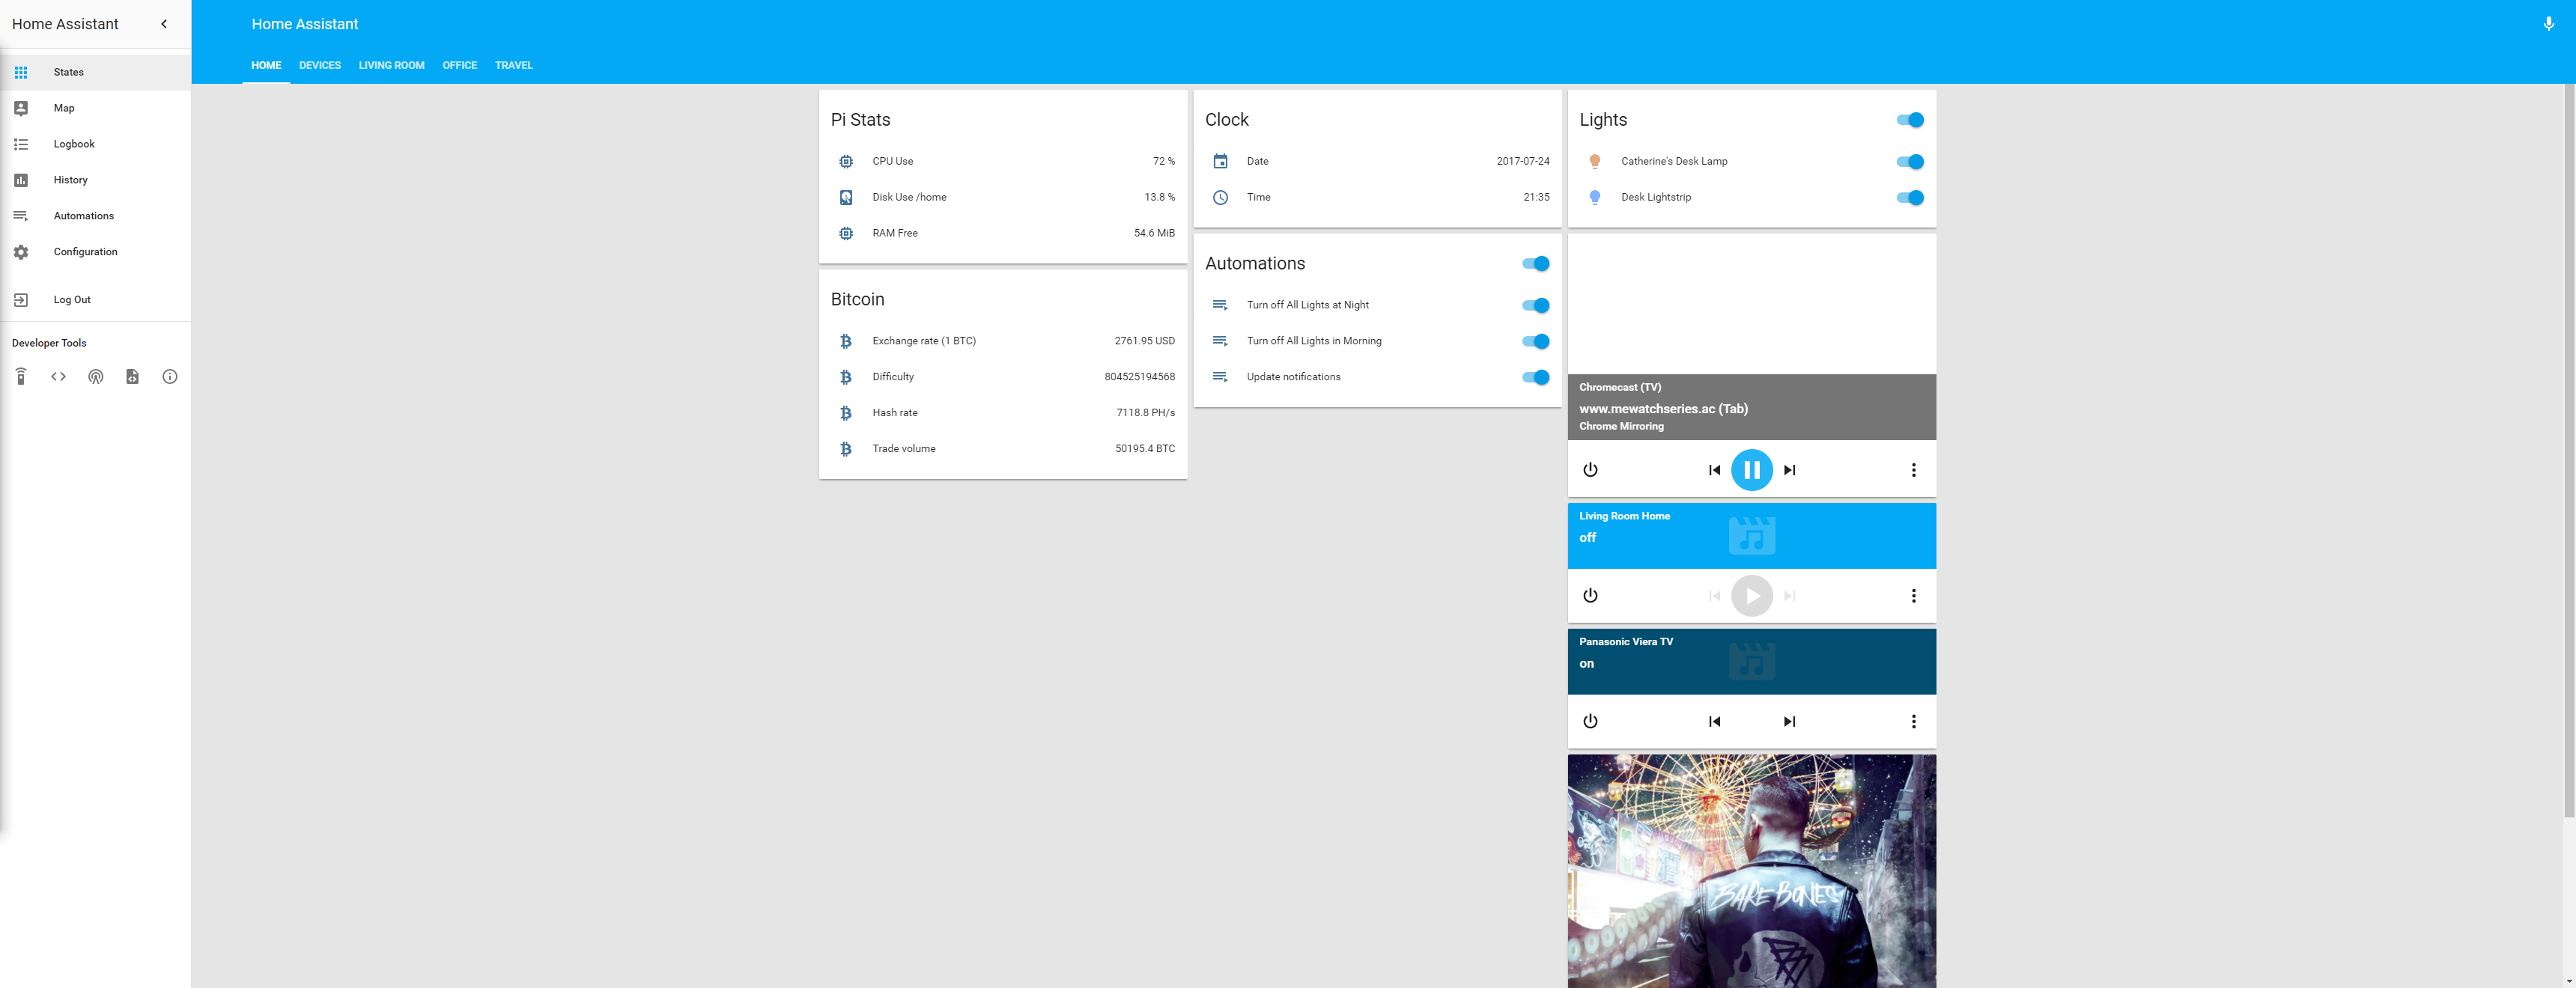 Home Assistant
States
Map
Logbook
History
Automations
Configuration
Log Out
Developer Tools
Home Assistant
HOME DEVICES LIVING ROOM OFFICE TRAVEL
Pi Stats
CPU Use 72 %
Disk Use /home 13.8 %
RAM Free 54.6 MiB
Bitcoin
Exchange rate (1 BTC) 2761.95 USD
Difficulty 804525194568
Hash rate 7118.8 PH/s
Trade volume 50195.4 BTC
Clock
Date 2017-07-24
Time 21:35
Automations
Turn off All Lights at Night
Turn off All Lights in Morning
Update notifications
Lights
Catherine's Desk Lamp
Desk Lightstrip
Chromecast (TV)
www.mewatchseries.ac (Tab)
Chrome Mirroring
Living Room Home
off
Panasonic Viera TV
on
BARE BONES